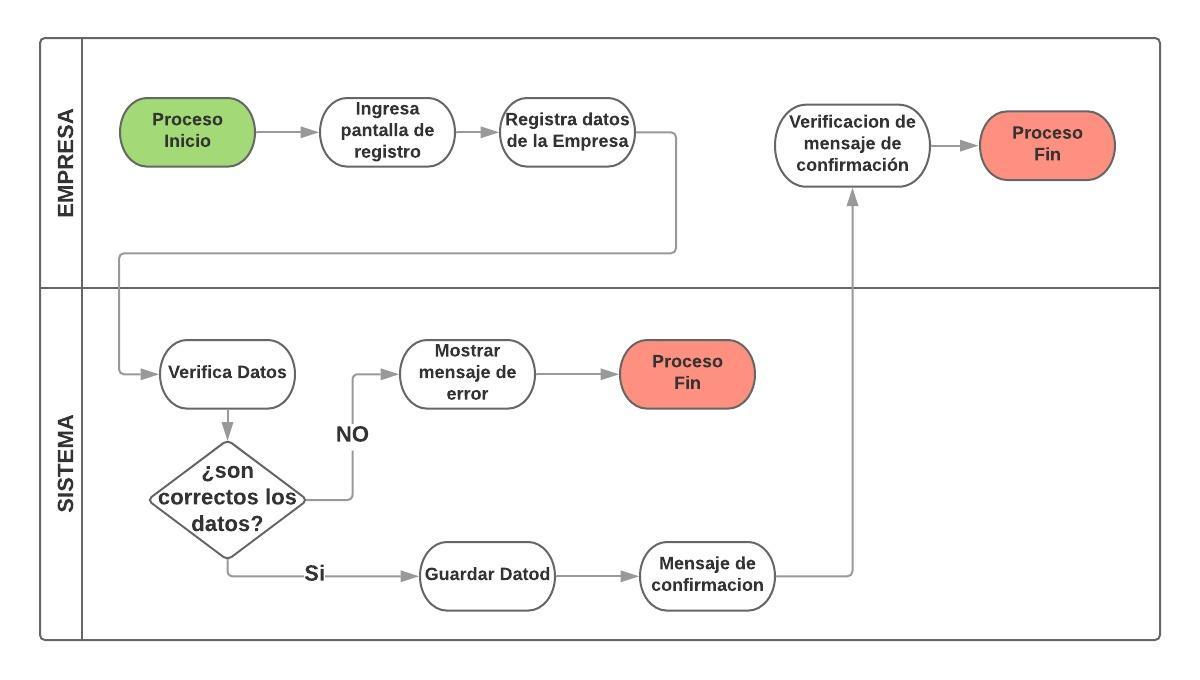 EMPRESA
Proceso
Inicio
Ingresa
pantalla de
registro
Registra datos
de la Empresa
Verificacion de
mensaje de
confirmación
Proceso
Fin
SISTEMA
Verifica Datos
Mostrar
mensaje de
error
Proceso
Fin
NO
¿son
correctos los
datos?
Si
Guardar Datod
Mensaje de
confirmacion